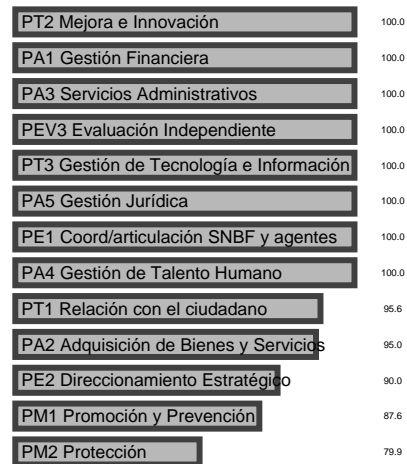 PT2 Mejora e Innovación 100.0
PA1 Gestión Financiera 100.0
PA3 Servicios Administrativos 100.0
PEV3 Evaluación Independiente 100.0
PT3 Gestión de Tecnología e Información 100.0
PA5 Gestión Jurídica 100.0
PE1 Coord/articulación SNBF y agentes 100.0
PA4 Gestión de Talento Humano 100.0
PT1 Relación con el ciudadano 95.6
PA2 Adquisición de Bienes y Servicios 95.0
PE2 Direccionamiento Estratégico 90.0
PM1 Promoción y Prevención 87.6
PM2 Protección 79.9